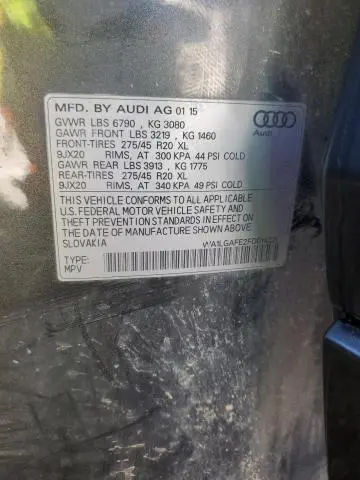 MFD. BY AUDI AG 01 15
GVWR LBS 6790 , KG 3080
GAWR FRONT LBS 3219 , KG 1460
FRONT-TIRES 275/45 R20 XL
9JX20 RIMS, AT 300 KPA 44 PSI COLD
GAWR REAR LBS 3913 , KG 1775
REAR-TIRES 275/45 R20 XL
9JX20 RIMS, AT 340 KPA 49 PSI COLD
THIS VEHICLE CONFORMS TO ALL APPLICABLE
U.S. FEDERAL MOTOR VEHICLE SAFETY AND
THEFT PREVENTION STANDARDS IN EFFECT ON
THE DATE OF MANUFACTURE SHOWN ABOVE.
SLOVAKIA
TYPE:
MPV
Audi